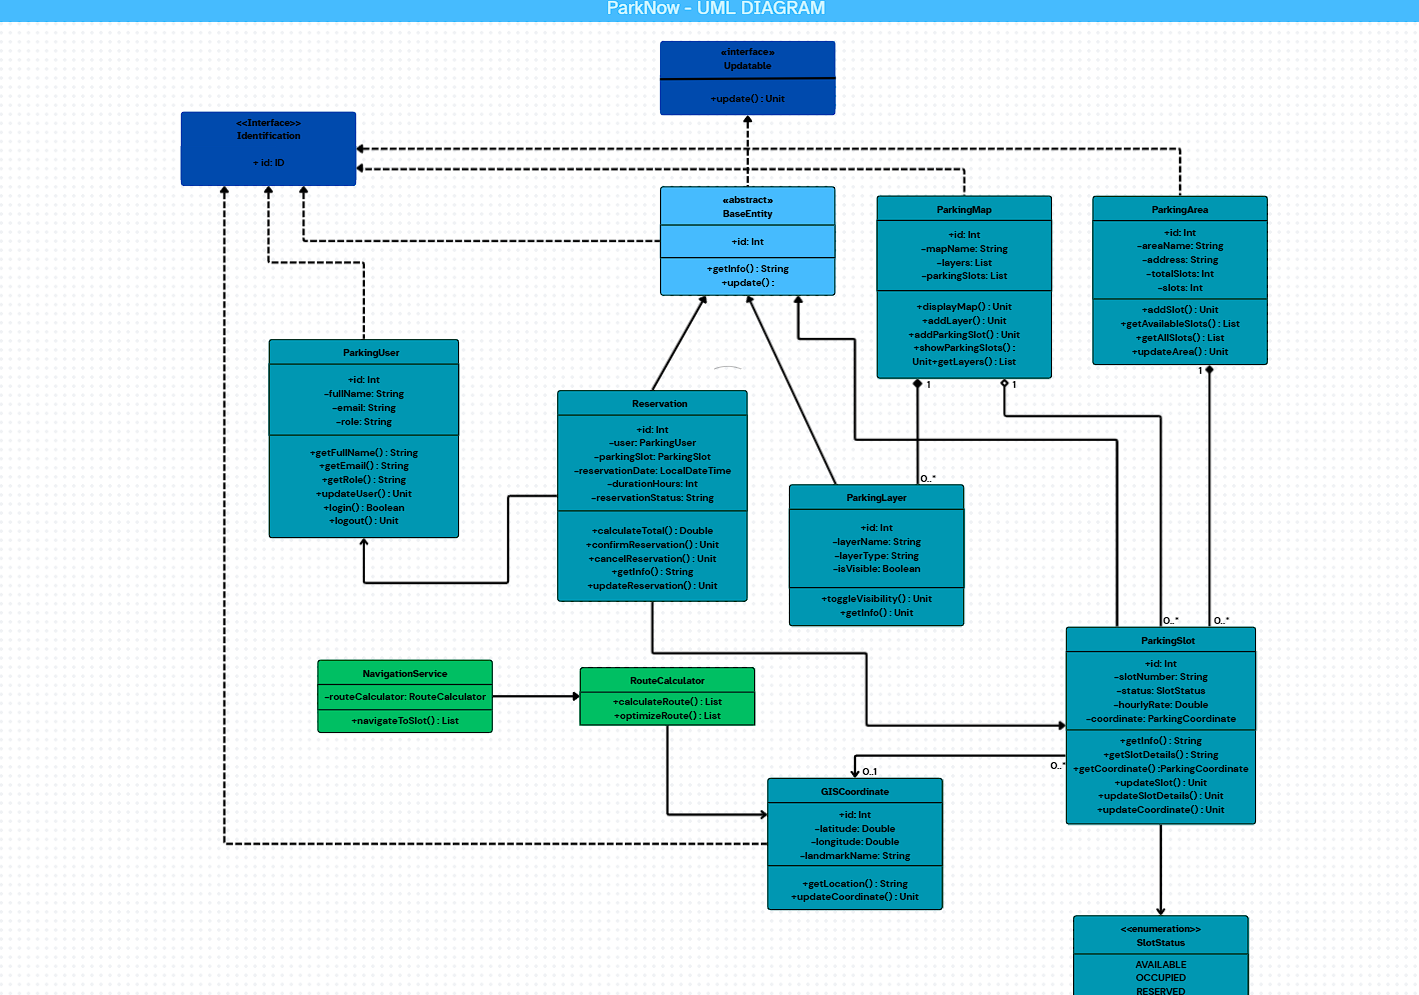 ParkNow - UML DIAGRAM
«interface»
Updatable
+update() : Unit
<<Interface>>
Identification
+ id: ID
«abstract»
BaseEntity
+id: Int
+getInfo() : String
+update() :
ParkingMap
+id: Int
-mapName: String
-layers: List
-parkingSlots: List
+displayMap() : Unit
+addLayer() : Unit
+addParkingSlot() : Unit
+showParkingSlots() :
Unit+getLayers() : List
ParkingArea
+id: Int
-areaName: String
-address: String
-totalSlots: Int
-slots: Int
+addSlot() : Unit
+getAvailableSlots() : List
+getAllSlots() : List
+updateArea() : Unit
ParkingUser
+id: Int
-fullName: String
-email: String
-role: String
+getFullName() : String
+getEmail() : String
+getRole() : String
+updateUser() : Unit
+login() : Boolean
+logout() : Unit
Reservation
+id: Int
-user: ParkingUser
-parkingSlot: ParkingSlot
-reservationDate: LocalDateTime
-durationHours: Int
-reservationStatus: String
+calculateTotal() : Double
+confirmReservation() : Unit
+cancelReservation() : Unit
+getInfo() : String
+updateReservation() : Unit
1
1
1
0..*
ParkingLayer
+id: Int
-layerName: String
-layerType: String
-isVisible: Boolean
+toggleVisibility() : Unit
+getInfo() : Unit
0..*
0..*
ParkingSlot
+id: Int
-slotNumber: String
-status: SlotStatus
-hourlyRate: Double
-coordinate: ParkingCoordinate
+getInfo() : String
+getSlotDetails() : String
+getCoordinate() :ParkingCoordinate
+updateSlot() : Unit
+updateSlotDetails() : Unit
+updateCoordinate() : Unit
NavigationService
-routeCalculator: RouteCalculator
+navigateToSlot() : List
RouteCalculator
+calculateRoute() : List
+optimizeRoute() : List
0..1
0..*
GISCoordinate
+id: Int
-latitude: Double
-longitude: Double
-landmarkName: String
+getLocation() : String
+updateCoordinate() : Unit
<<enumeration>>
SlotStatus
AVAILABLE
OCCUPIED
RESERVED